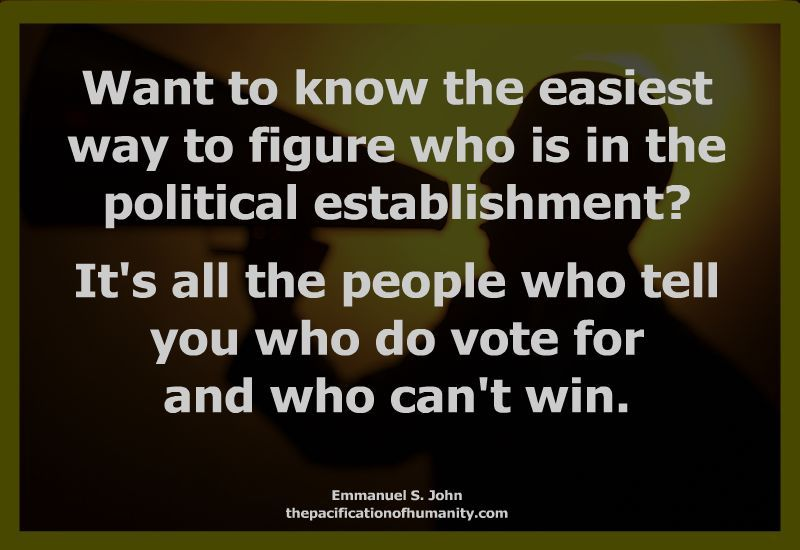 Want to know the easiest
way to figure who is in the
political establishment?
It's all the people who tell
you who do vote for
and who can't win.
Emmanuel S. John
thepacificationofhumanity.com